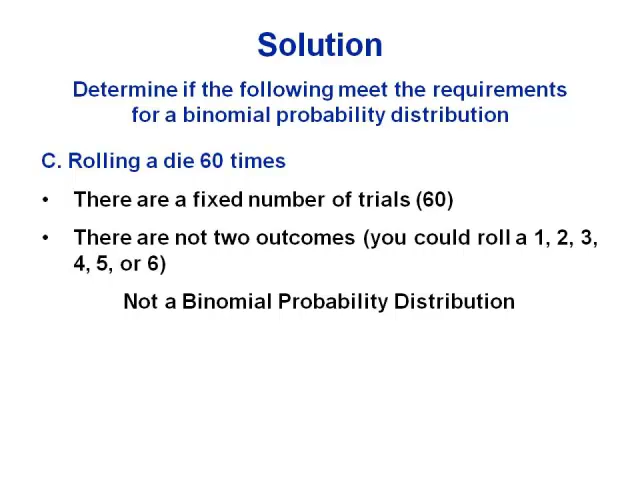 Solution
Determine if the following meet the requirements
for a binomial probability distribution
C. Rolling a die 60 times
• There are a fixed number of trials (60)
• There are not two outcomes (you could roll a 1, 2, 3,
4, 5, or 6)
Not a Binomial Probability Distribution